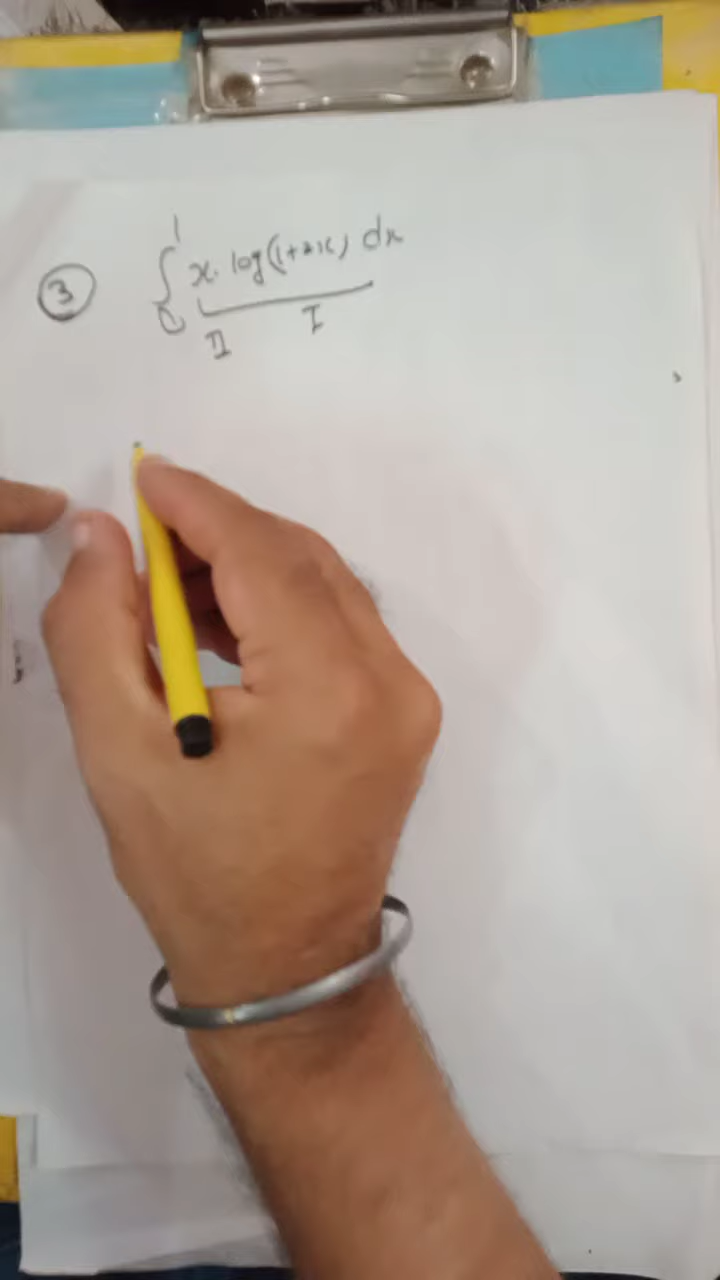 ③ ∫₀¹ x. log(1+2x) dx
II I